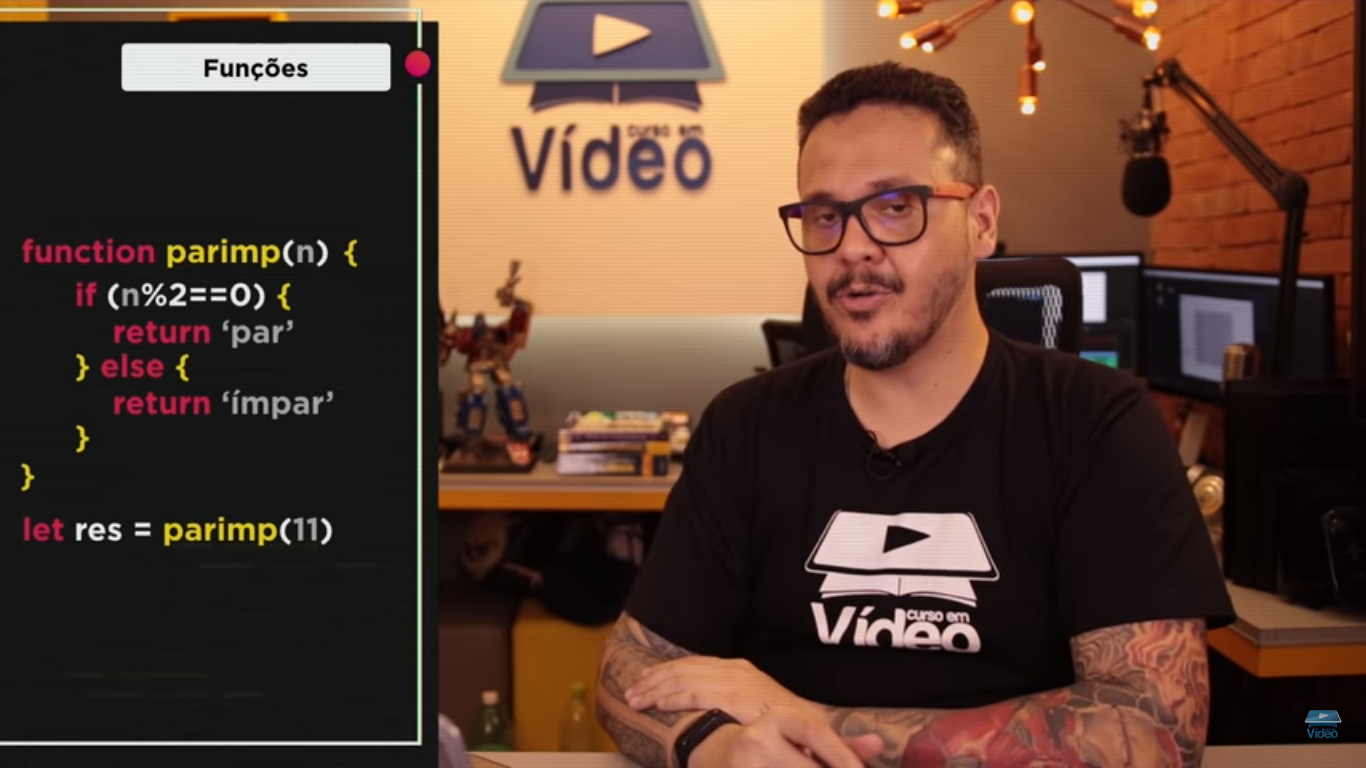 Funções
function parimp(n) {
if (n%2==0) {
return ‘par’
} else {
return ‘ímpar’
}
}
let res = parimp(11)
curso em
Vídeo
curso em
Vídeo
Vídeo